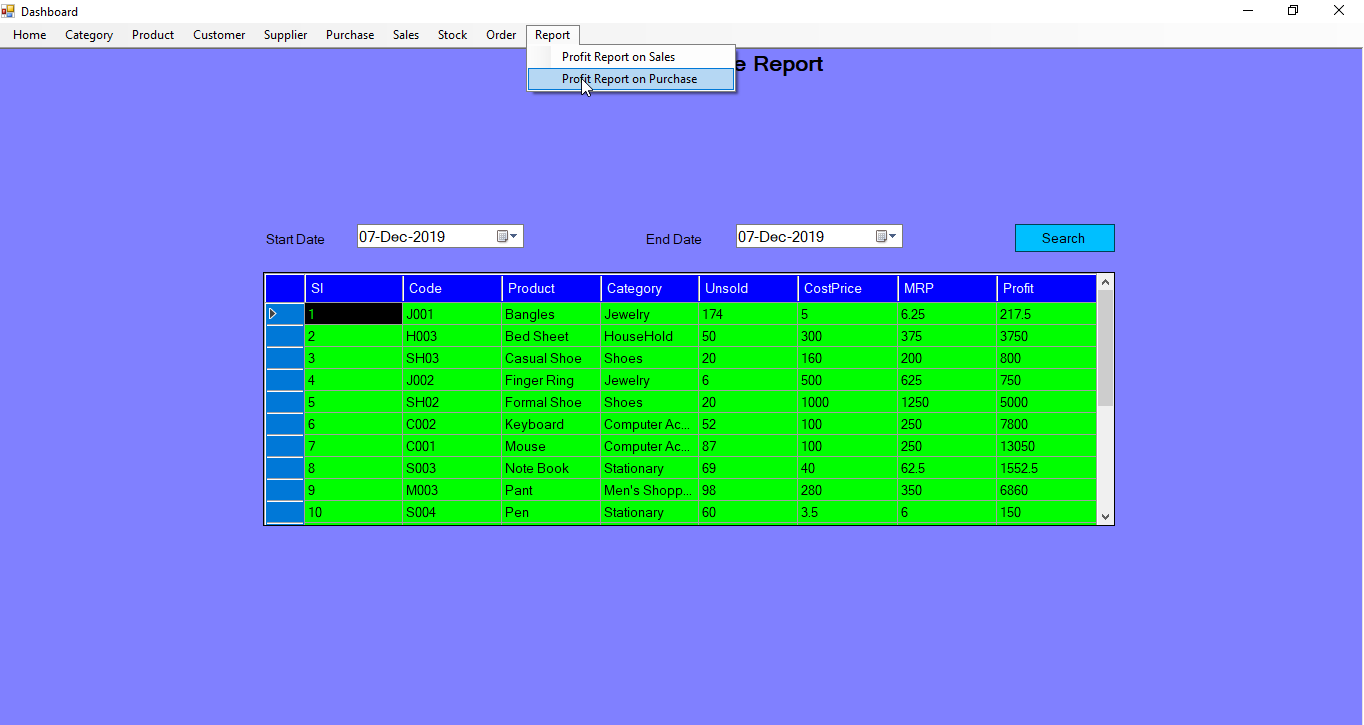 Dashboard
Home Category Product Customer Supplier Purchase Sales Stock Order Report
Profit Report on Sales
e Report
Profit Report on Purchase
Start Date 07-Dec-2019 End Date 07-Dec-2019 Search
Sl Code Product Category Unsold CostPrice MRP Profit
1 J001 Bangles Jewelry 174 5 6.25 217.5
2 H003 Bed Sheet HouseHold 50 300 375 3750
3 SH03 Casual Shoe Shoes 20 160 200 800
4 J002 Finger Ring Jewelry 6 500 625 750
5 SH02 Formal Shoe Shoes 20 1000 1250 5000
6 C002 Keyboard Computer Ac... 52 100 250 7800
7 C001 Mouse Computer Ac... 87 100 250 13050
8 S003 Note Book Stationary 69 40 62.5 1552.5
9 M003 Pant Men's Shopp... 98 280 350 6860
10 S004 Pen Stationary 60 3.5 6 150